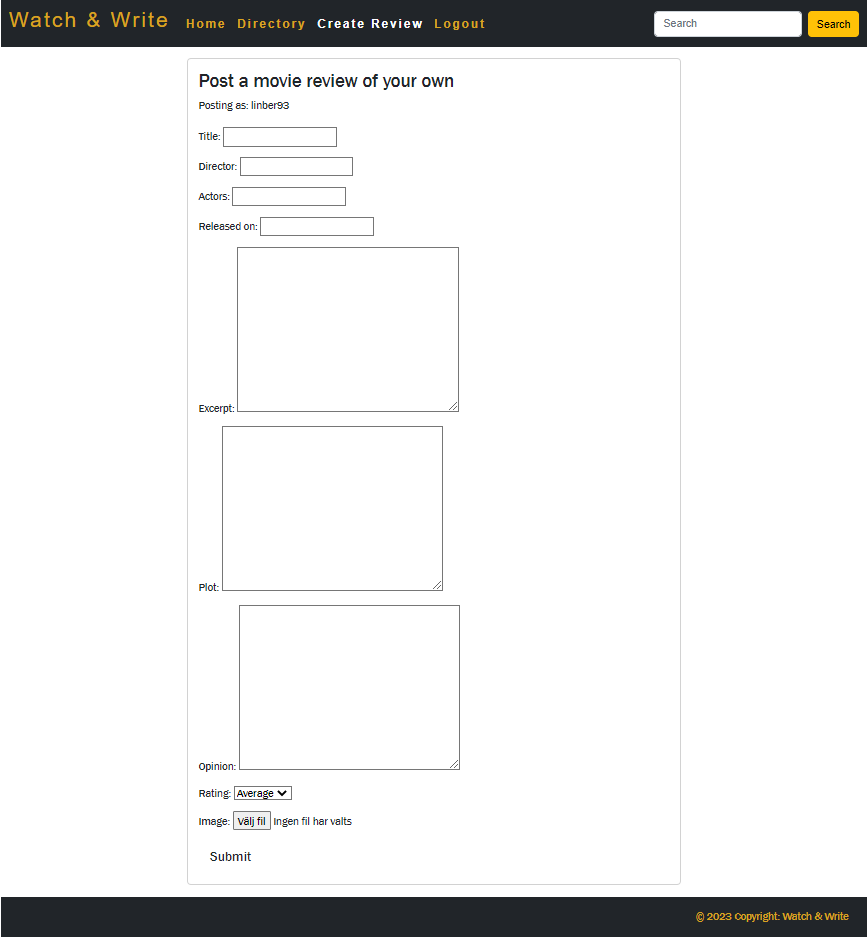 Watch & Write Home Directory Create Review Logout Search Search
Post a movie review of your own
Posting as: linber93
Title:
Director:
Actors:
Released on:
Excerpt:
Plot:
Opinion:
Rating: Average
Image: Välj fil Ingen fil har valts
Submit
© 2023 Copyright: Watch & Write